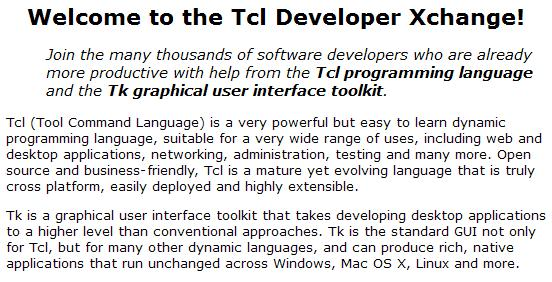 Welcome to the Tcl Developer Xchange!
Join the many thousands of software developers who are already
more productive with help from the Tcl programming language
and the Tk graphical user interface toolkit.
Tcl (Tool Command Language) is a very powerful but easy to learn dynamic
programming language, suitable for a very wide range of uses, including web and
desktop applications, networking, administration, testing and many more. Open
source and business-friendly, Tcl is a mature yet evolving language that is truly
cross platform, easily deployed and highly extensible.
Tk is a graphical user interface toolkit that takes developing desktop applications
to a higher level than conventional approaches. Tk is the standard GUI not only
for Tcl, but for many other dynamic languages, and can produce rich, native
applications that run unchanged across Windows, Mac OS X, Linux and more.